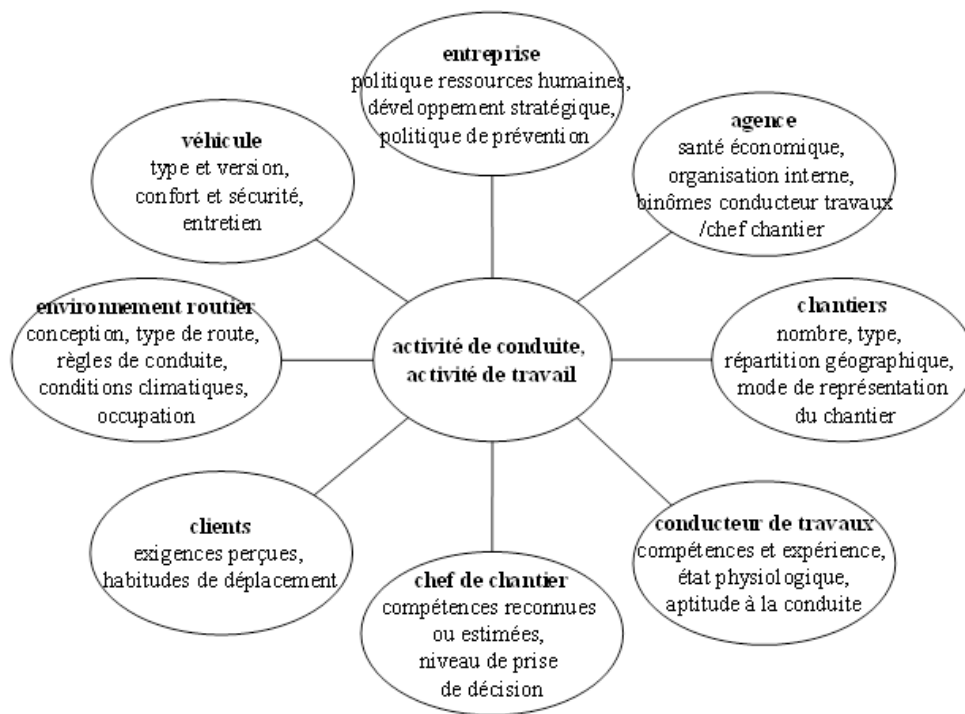 entreprise
politique ressources humaines,
développement stratégique,
politique de prévention
agence
santé économique,
organisation interne,
binômes conducteur travaux
/chef chantier
véhicule
type et version,
confort et sécurité,
entretien
environnement routier
conception, type de route,
règles de conduite,
conditions climatiques,
occupation
activité de conduite,
activité de travail
chantiers
nombre, type,
répartition géographique,
mode de représentation
du chantier
clients
exigences perçues,
habitudes de déplacement
chef de chantier
compétences reconnues
ou estimées,
niveau de prise
de décision
conducteur de travaux
compétences et expérience,
état physiologique,
aptitude à la conduite